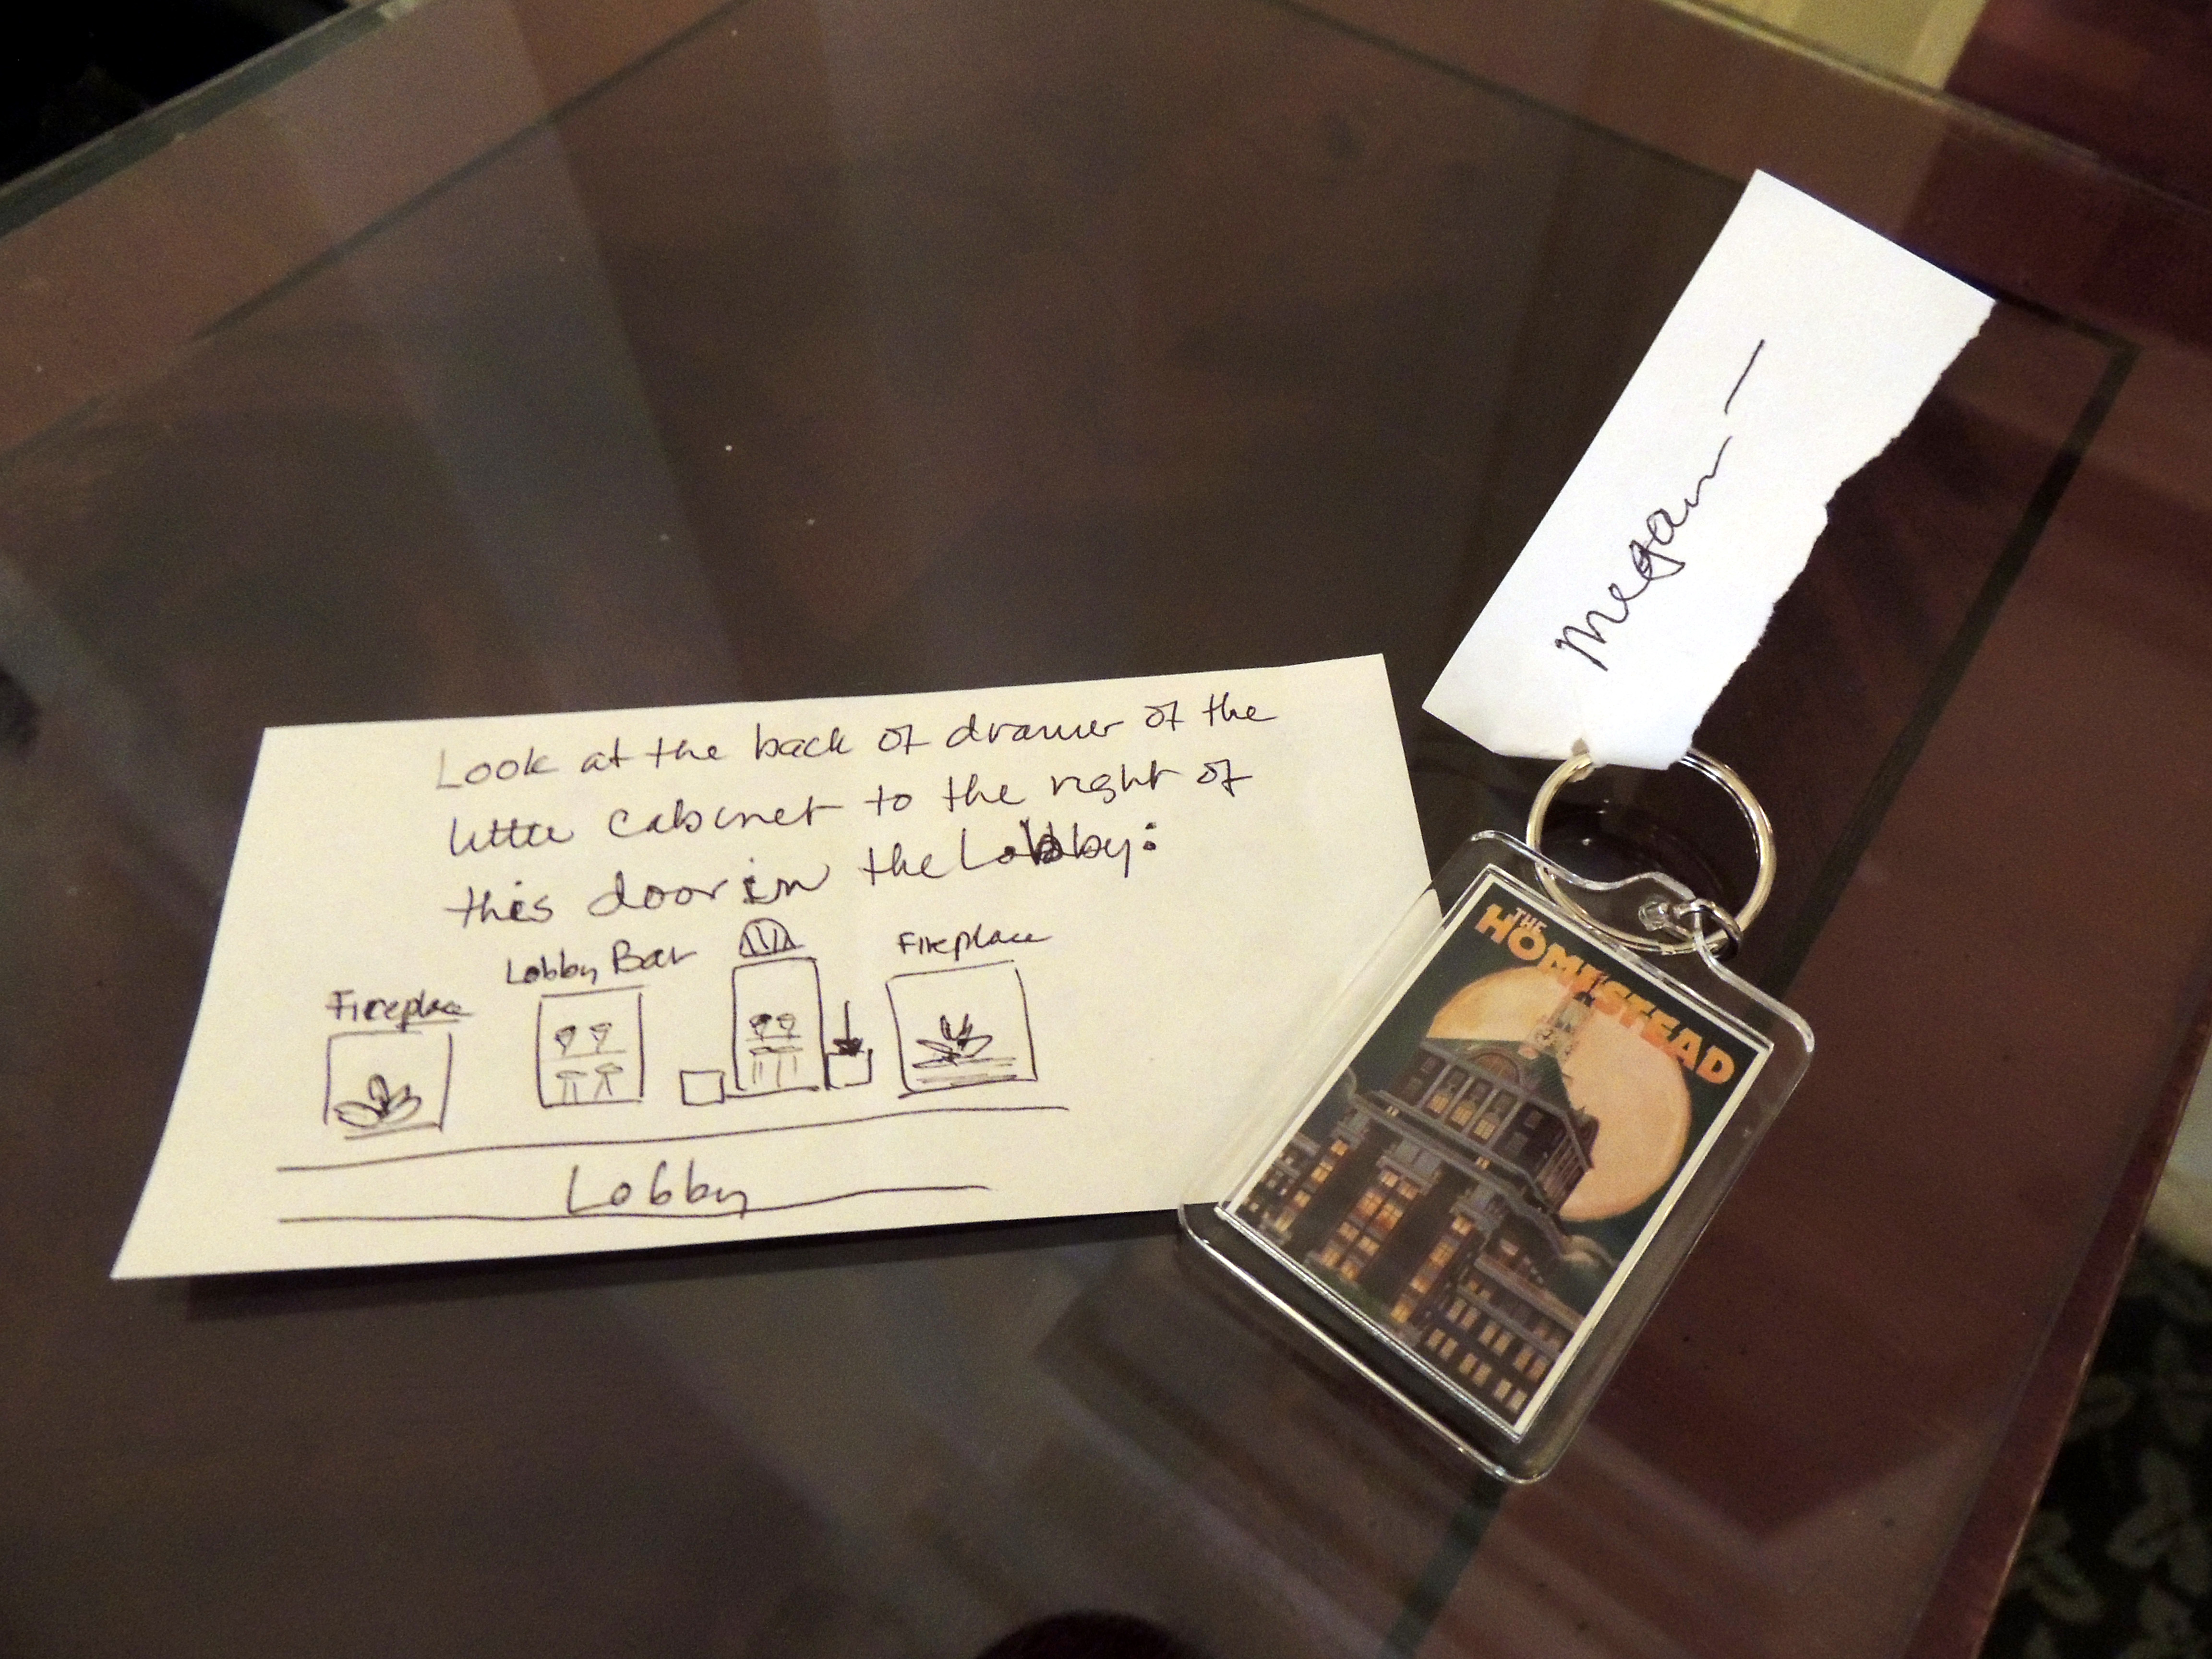 Look at the back of drawer of the
little cabinet to the right of
this door in the Lobby:
Fireplace
Lobby Bar
Fireplace
Lobby
Megan —
THE
HOMESTEAD